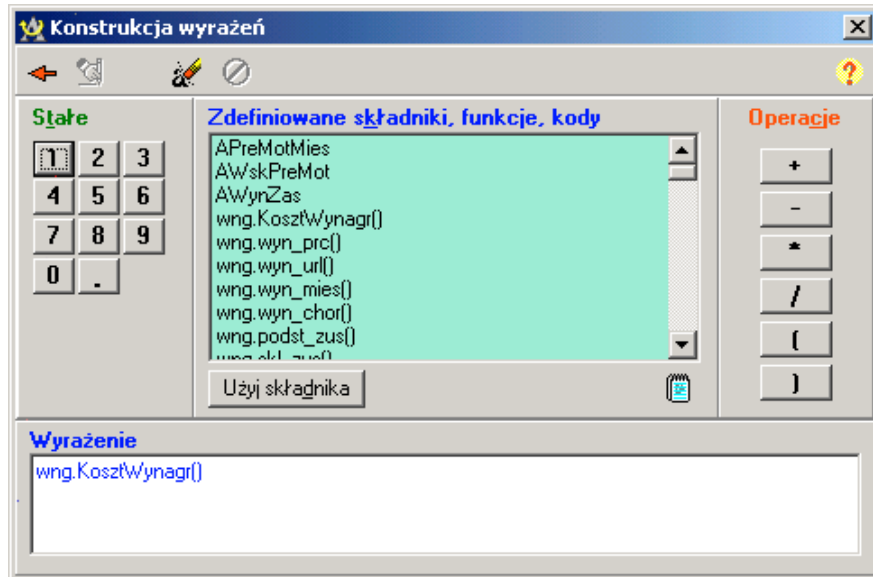 Konstrukcja wyrażeń
?
Stałe
1 2 3
4 5 6
7 8 9
0 .
Zdefiniowane składniki, funkcje, kody
APreMotMies
AWskPreMot
AWynZas
wng.KosztWynagr()
wng.wyn_prc()
wng.wyn_url()
wng.wyn_mies()
wng.wyn_chor()
wng.podst_zus()
Użyj składnika
Operacje
+
-
*
/
(
)
Wyrażenie
wng.KosztWynagr()